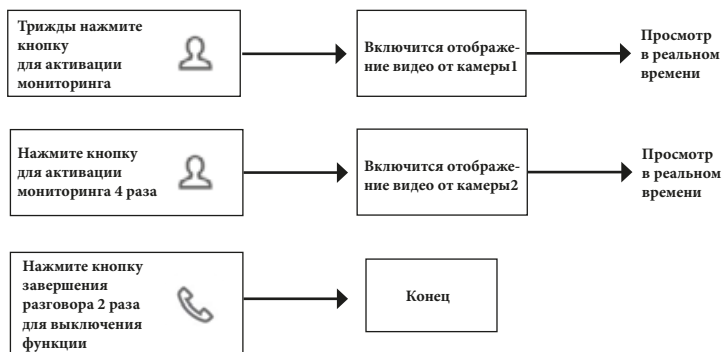 Трижды нажмите
кнопку
для активации
мониторинга
Включится отображе-
ние видео от камеры1
Просмотр
в реальном
времени
Нажмите кнопку
для активации
мониторинга 4 раза
Включится отображе-
ние видео от камеры2
Просмотр
в реальном
времени
Нажмите кнопку
завершения
разговора 2 раза
для выключения
функции
Конец